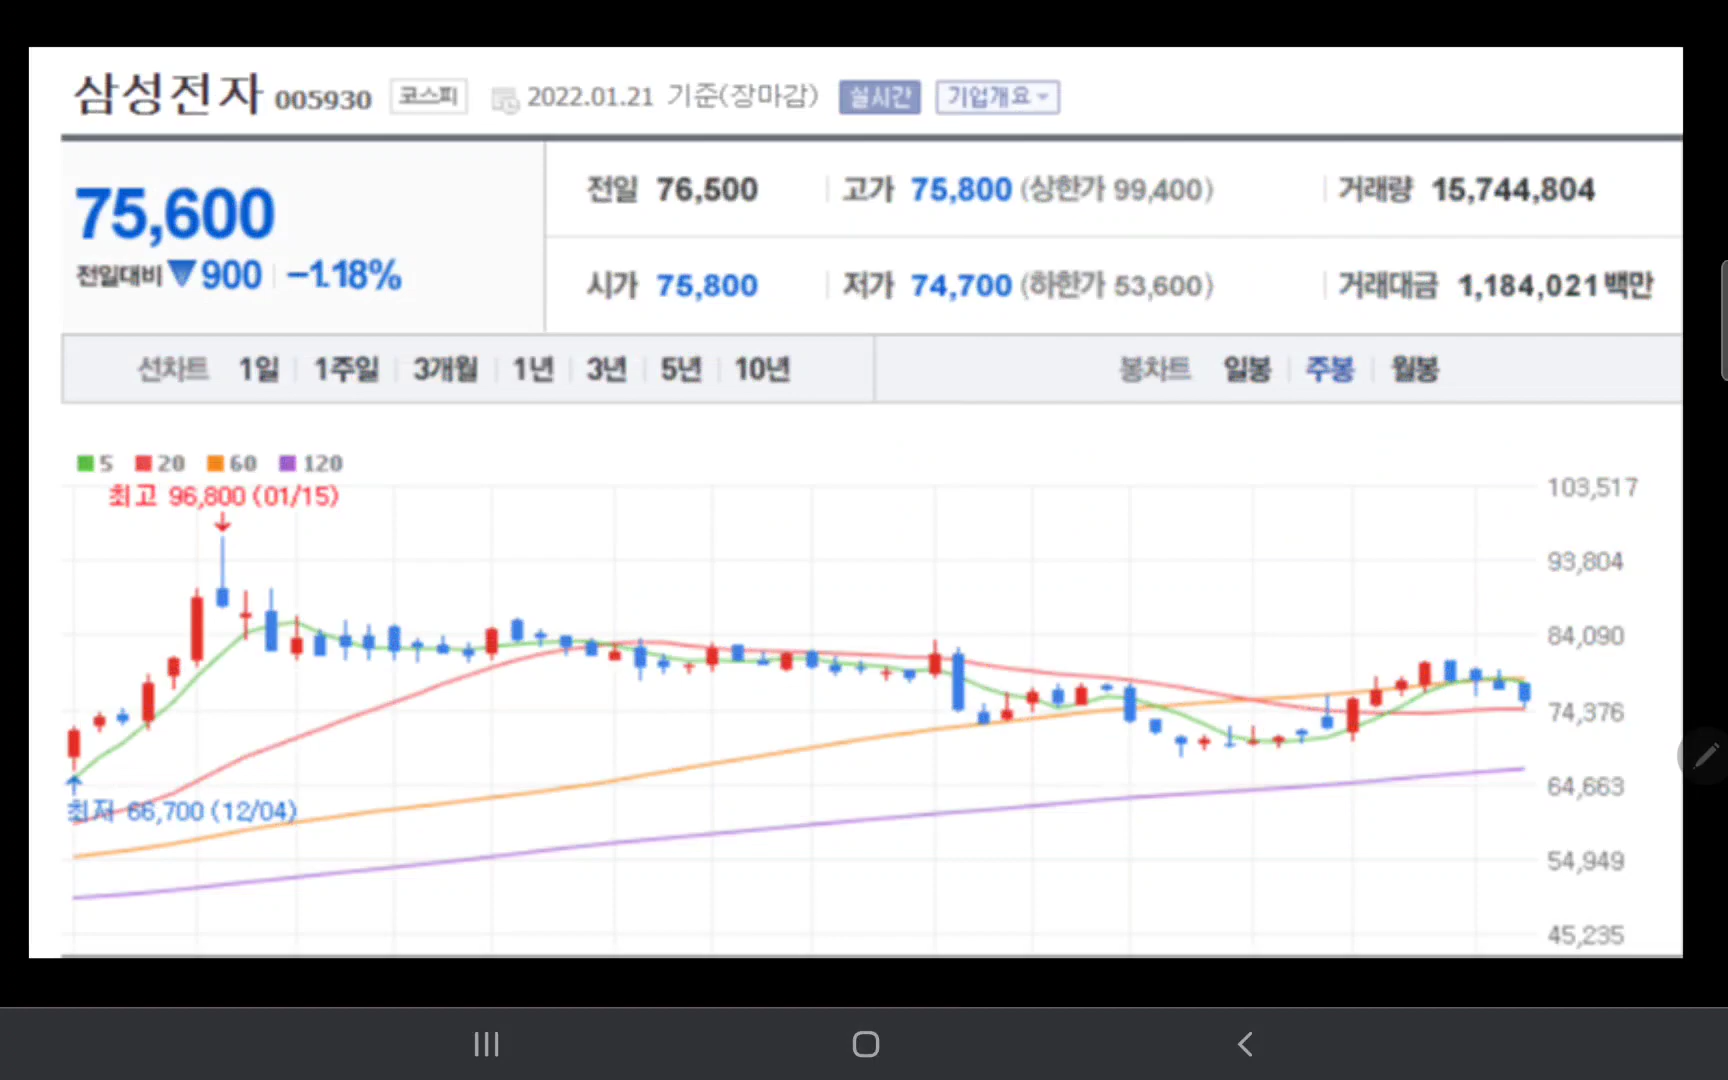 삼성전자 005930 코스피 2022.01.21 기준(장마감) 실시간 기업개요
75,600
전일대비 ▼900 -1.18%
전일 76,500 고가 75,800 (상한가 99,400) 거래량 15,744,804
시가 75,800 저가 74,700 (하한가 53,600) 거래대금 1,184,021 백만
선차트 1일 1주일 3개월 1년 3년 5년 10년 봉차트 일봉 주봉 월봉
5 20 60 120
최고 96,800 (01/15)
최저 66,700 (12/04)
103,517
93,804
84,090
74,376
64,663
54,949
45,235